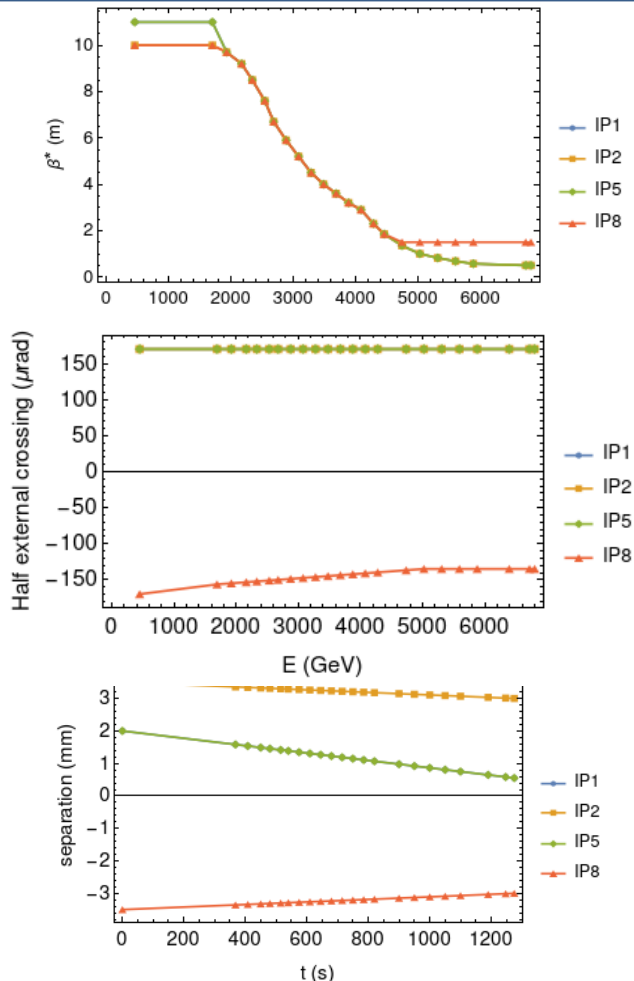 10
8
6
4
2
0
β* (m)
0 1000 2000 3000 4000 5000 6000
IP1
IP2
IP5
IP8
150
100
50
0
−50
−100
−150
Half external crossing (μrad)
0 1000 2000 3000 4000 5000 6000
E (GeV)
IP1
IP2
IP5
IP8
3
2
1
0
−1
−2
−3
separation (mm)
0 200 400 600 800 1000 1200
t (s)
IP1
IP2
IP5
IP8